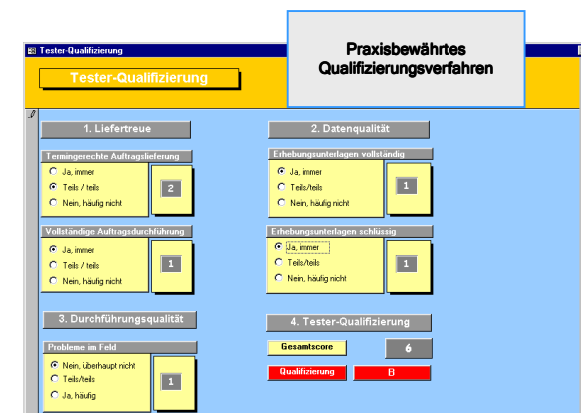 Tester-Qualifizierung
Praxisbewährtes
Qualifizierungsverfahren
Tester-Qualifizierung
1. Liefertreue
Termingerechte Auftragslieferung
Ja, immer
Teils / teils
Nein, häufig nicht
2
Vollständige Auftragsdurchführung
Ja, immer
Teils / teils
Nein, häufig nicht
1
2. Datenqualität
Erhebungsunterlagen vollständig
Ja, immer
Teils/teils
Nein, häufig nicht
1
Erhebungsunterlagen schlüssig
Ja, immer
Teils/teils
Nein, häufig nicht
1
3. Durchführungsqualität
Probleme im Feld
Nein, überhaupt nicht
Teils/teils
Ja, häufig
1
4. Tester-Qualifizierung
Gesamtscore
6
Qualifizierung
B